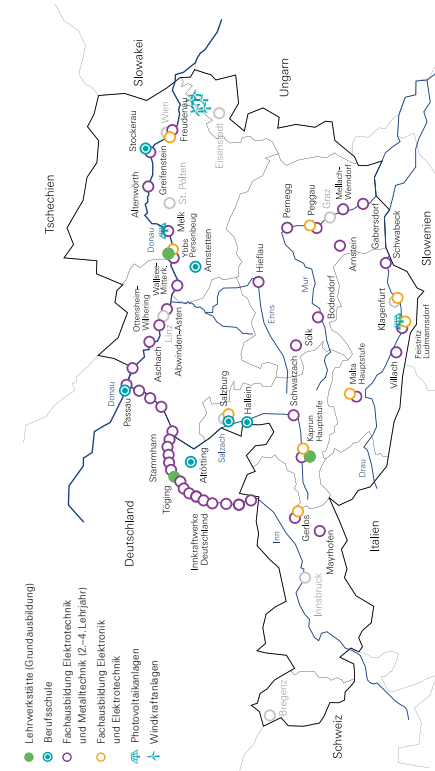 Lehrwerkstätte (Grundausbildung)
Berufsschule
Fachausbildung Elektrotechnik
und Metalltechnik (2.–4. Lehrjahr)
Fachausbildung Elektronik
und Elektrotechnik
Photovoltaikanlagen
Windkraftanlagen
Deutschland
Tschechien
Slowakei
Ungarn
Slowenien
Italien
Schweiz
Donau
Passau
Ottensheim-
Wilhering
Aschach
Linz
Abwinden-Asten
Wallsee-
Mitterk.
Donau
Ybbs
Persenbeug
Melk
Amstetten
Altenwörth
St. Pölten
Stockerau
Greifenstein
Wien
Freudenau
Eisenstadt
Stammham
Töging
Altötting
Innkraftwerke
Deutschland
Salzach
Salzburg
Hallein
Schwarzach
Kaprun
Hauptstufe
Gerlos
Mayrhofen
Inn
Innsbruck
Bregenz
Enns
Hieflau
Sölk
Bodendorf
Mur
Pernegg
Peggau
Graz
Mellach-
Werndorf
Arnstein
Gabersdorf
Schwabeck
Klagenfurt
Feistritz
Ludmannsdorf
Villach
Malta
Hauptstufe
Drau